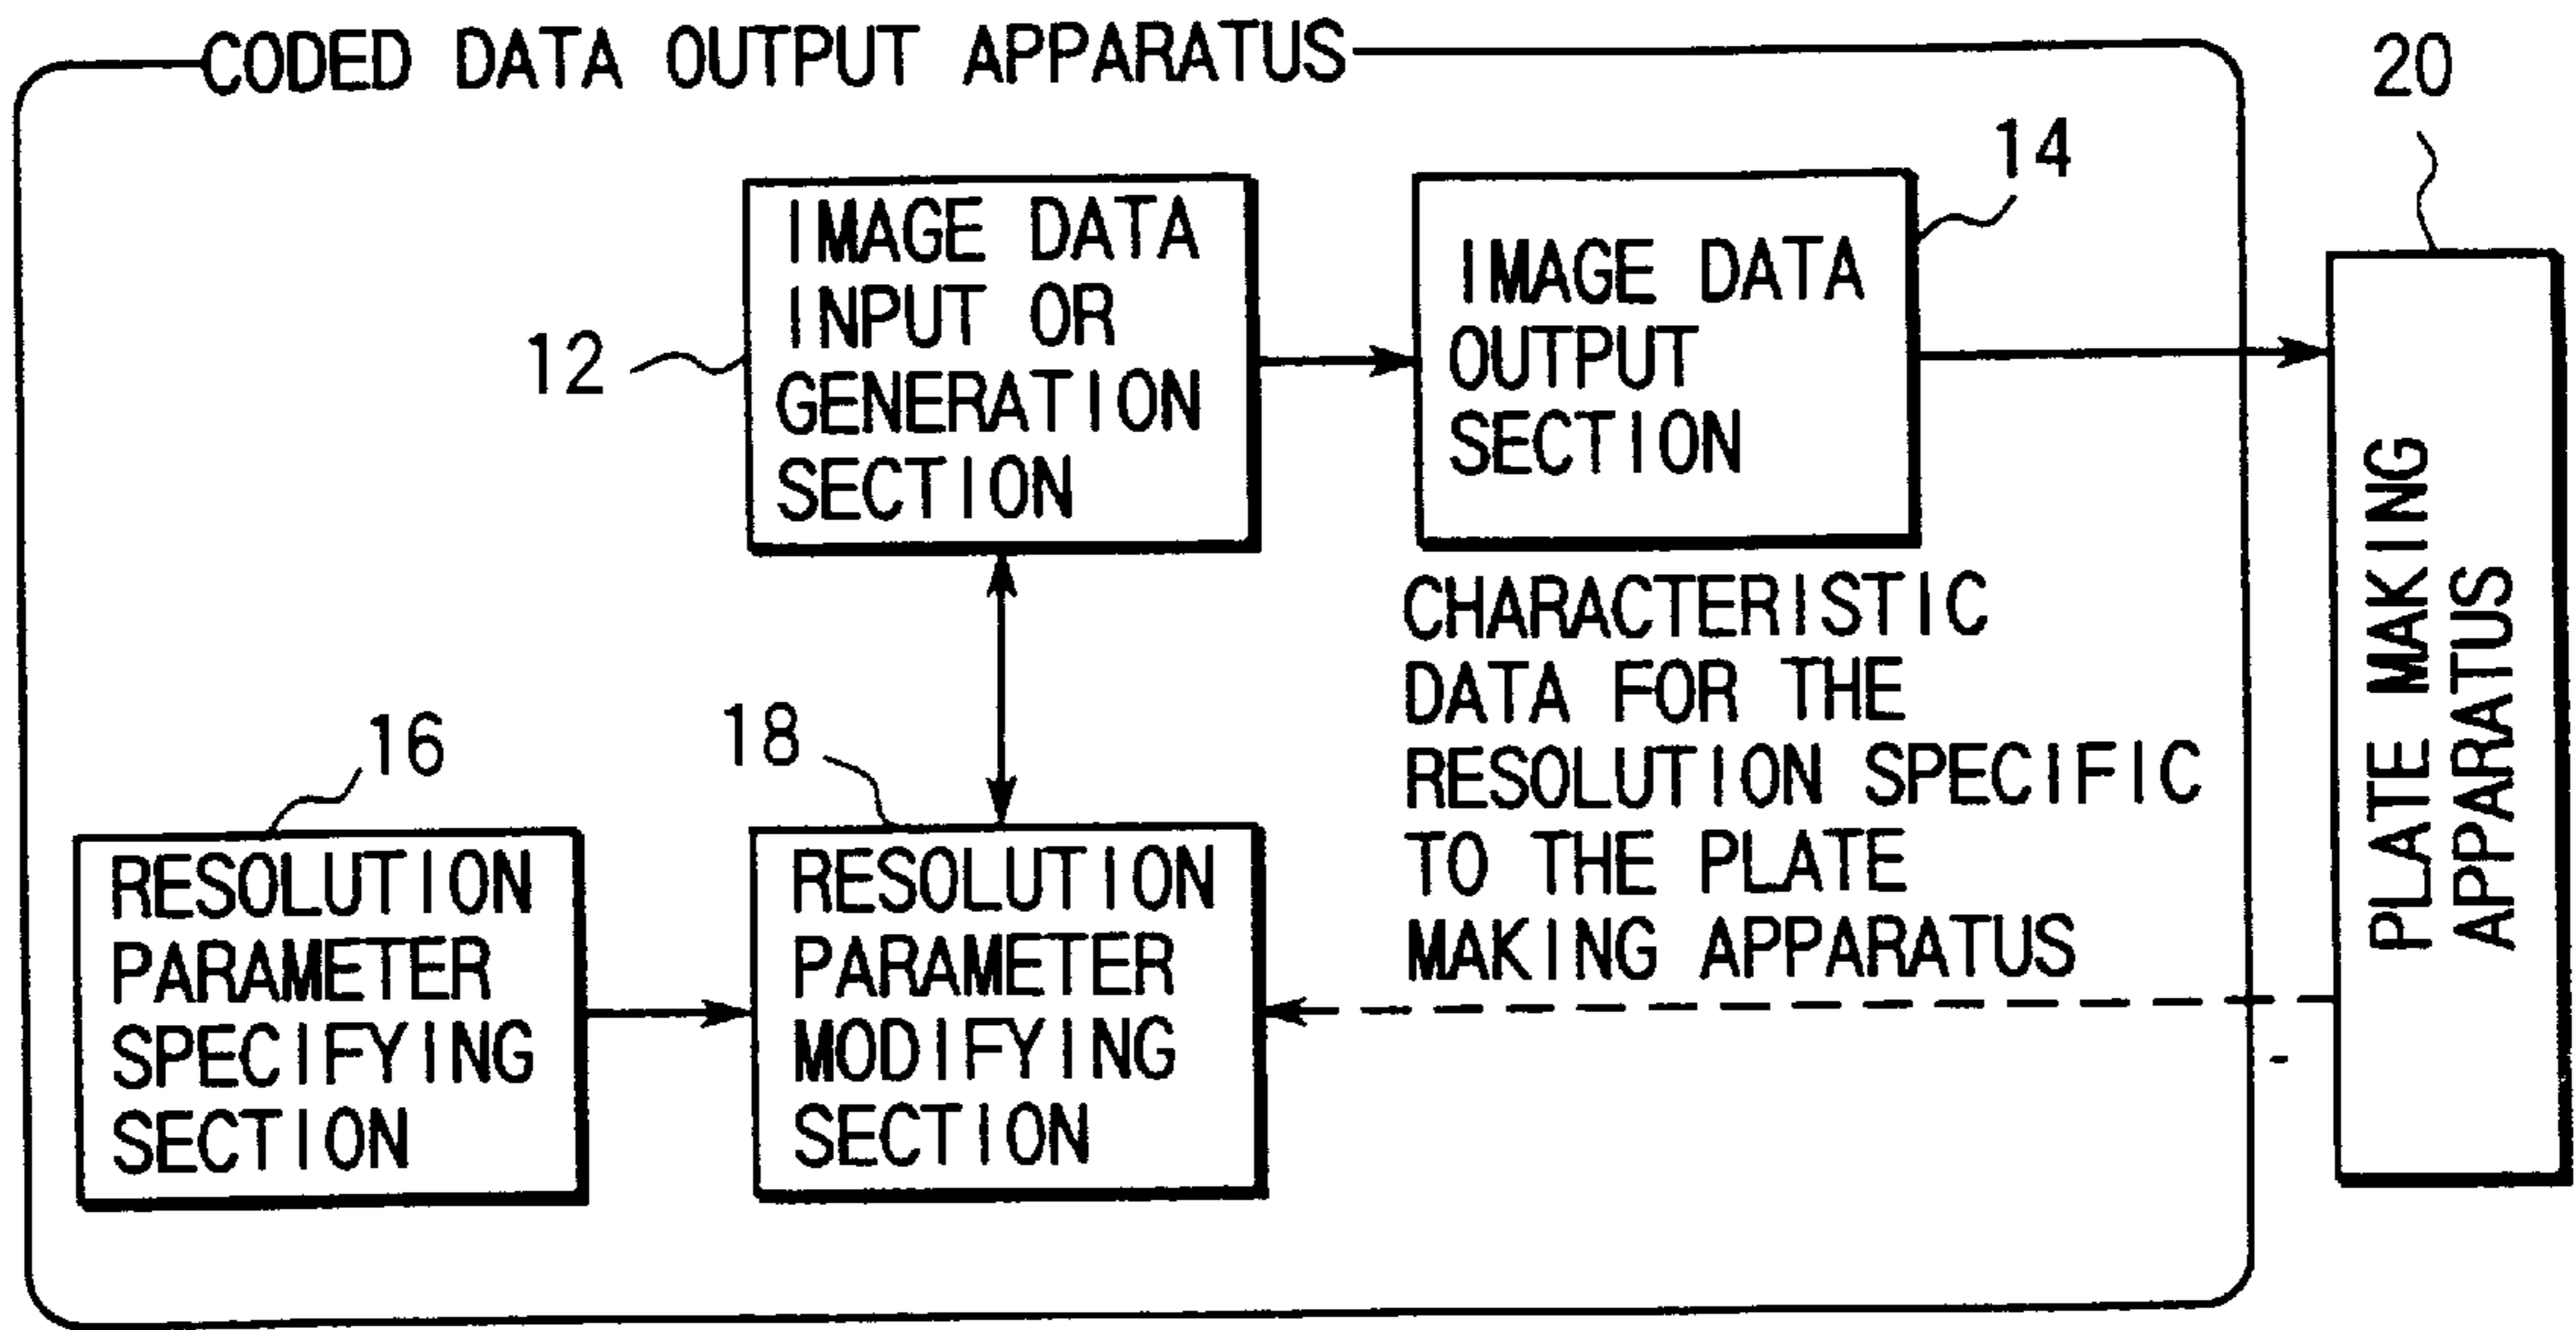 CODED DATA OUTPUT APPARATUS
20
14
IMAGE DATA
INPUT OR
GENERATION
SECTION
12
IMAGE DATA
OUTPUT
SECTION
PLATE MAKING
APPARATUS
CHARACTERISTIC
DATA FOR THE
RESOLUTION SPECIFIC
TO THE PLATE
MAKING APPARATUS
16
18
RESOLUTION
PARAMETER
SPECIFYING
SECTION
RESOLUTION
PARAMETER
MODIFYING
SECTION